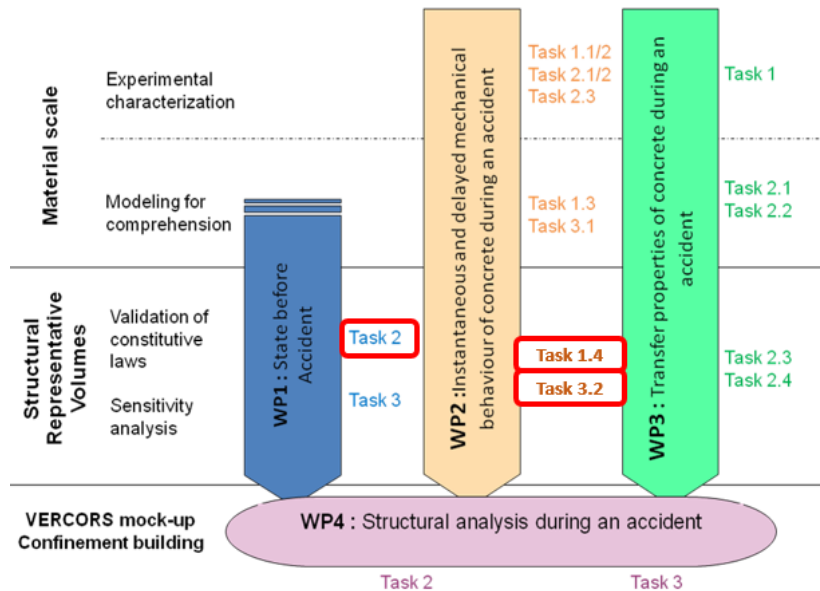 Material scale
Experimental
characterization
Modeling for
comprehension
Structural
Representative
Volumes
Validation of
constitutive
laws
Sensitivity
analysis
WP1 : State before
Accident
Task 2
Task 3
WP2 :Instantaneous and delayed mechanical
behaviour of concrete during an accident
Task 1.1/2
Task 2.1/2
Task 2.3
Task 1.3
Task 3.1
Task 1.4
Task 3.2
WP3 : Transfer properties of concrete during an
accident
Task 1
Task 2.1
Task 2.2
Task 2.3
Task 2.4
VERCORS mock-up
Confinement building
WP4 : Structural analysis during an accident
Task 2
Task 3